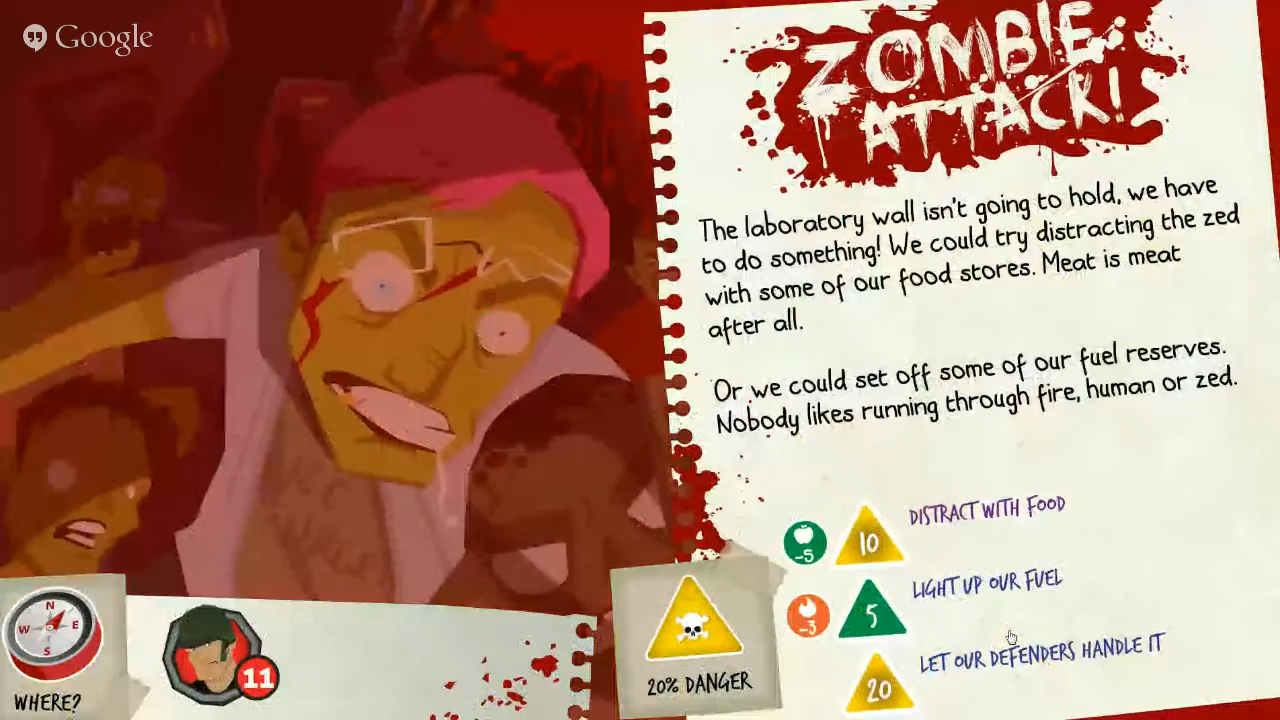 Google
ZOMBIE
ATTACK!
The laboratory wall isn't going to hold, we have
to do something! We could try distracting the zed
with some of our food stores. Meat is meat
after all.
Or we could set off some of our fuel reserves.
Nobody likes running through fire, human or zed.
-5
10
DISTRACT WITH FOOD
-3
5
LIGHT UP OUR FUEL
20
LET OUR DEFENDERS HANDLE IT
N
W
E
S
WHERE?
11
20% DANGER